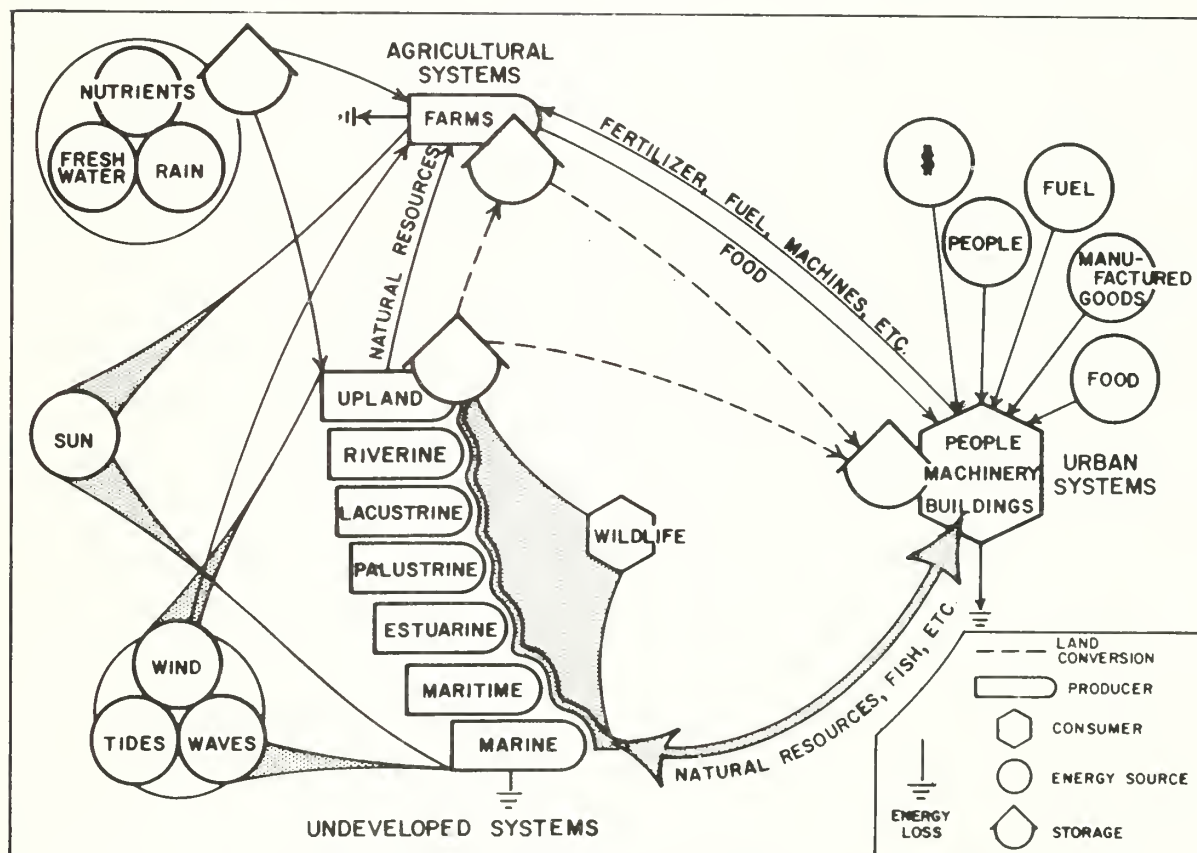 NUTRIENTS
FRESH
WATER
RAIN
AGRICULTURAL
SYSTEMS
FARMS
NATURAL RESOURCES
FERTILIZER, FUEL, MACHINES, ETC.
FOOD
$
PEOPLE
FUEL
MANU-
FACTURED
GOODS
FOOD
SUN
UPLAND
RIVERINE
LACUSTRINE
PALUSTRINE
ESTUARINE
MARITIME
MARINE
WILDLIFE
PEOPLE
MACHINERY
BUILDINGS
URBAN
SYSTEMS
WIND
TIDES
WAVES
NATURAL RESOURCES, FISH, ETC.
UNDEVELOPED SYSTEMS
LAND
CONVERSION
PRODUCER
CONSUMER
ENERGY SOURCE
STORAGE
ENERGY
LOSS